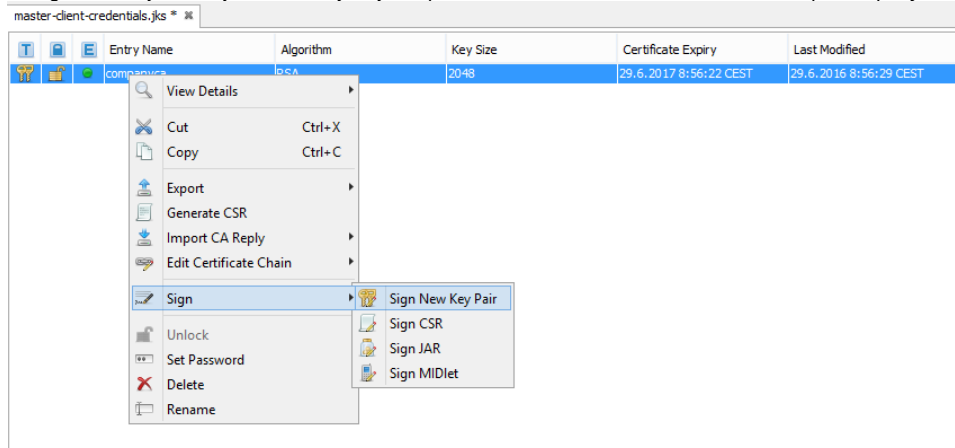 master-client-credentials.jks *
T E Entry Name Algorithm Key Size Certificate Expiry Last Modified
companyca RSA 2048 29.6.2017 8:56:22 CEST 29.6.2016 8:56:29 CEST
View Details
Cut Ctrl+X
Copy Ctrl+C
Export
Generate CSR
Import CA Reply
Edit Certificate Chain
Sign
Sign New Key Pair
Sign CSR
Sign JAR
Sign MIDlet
Unlock
Set Password
Delete
Rename